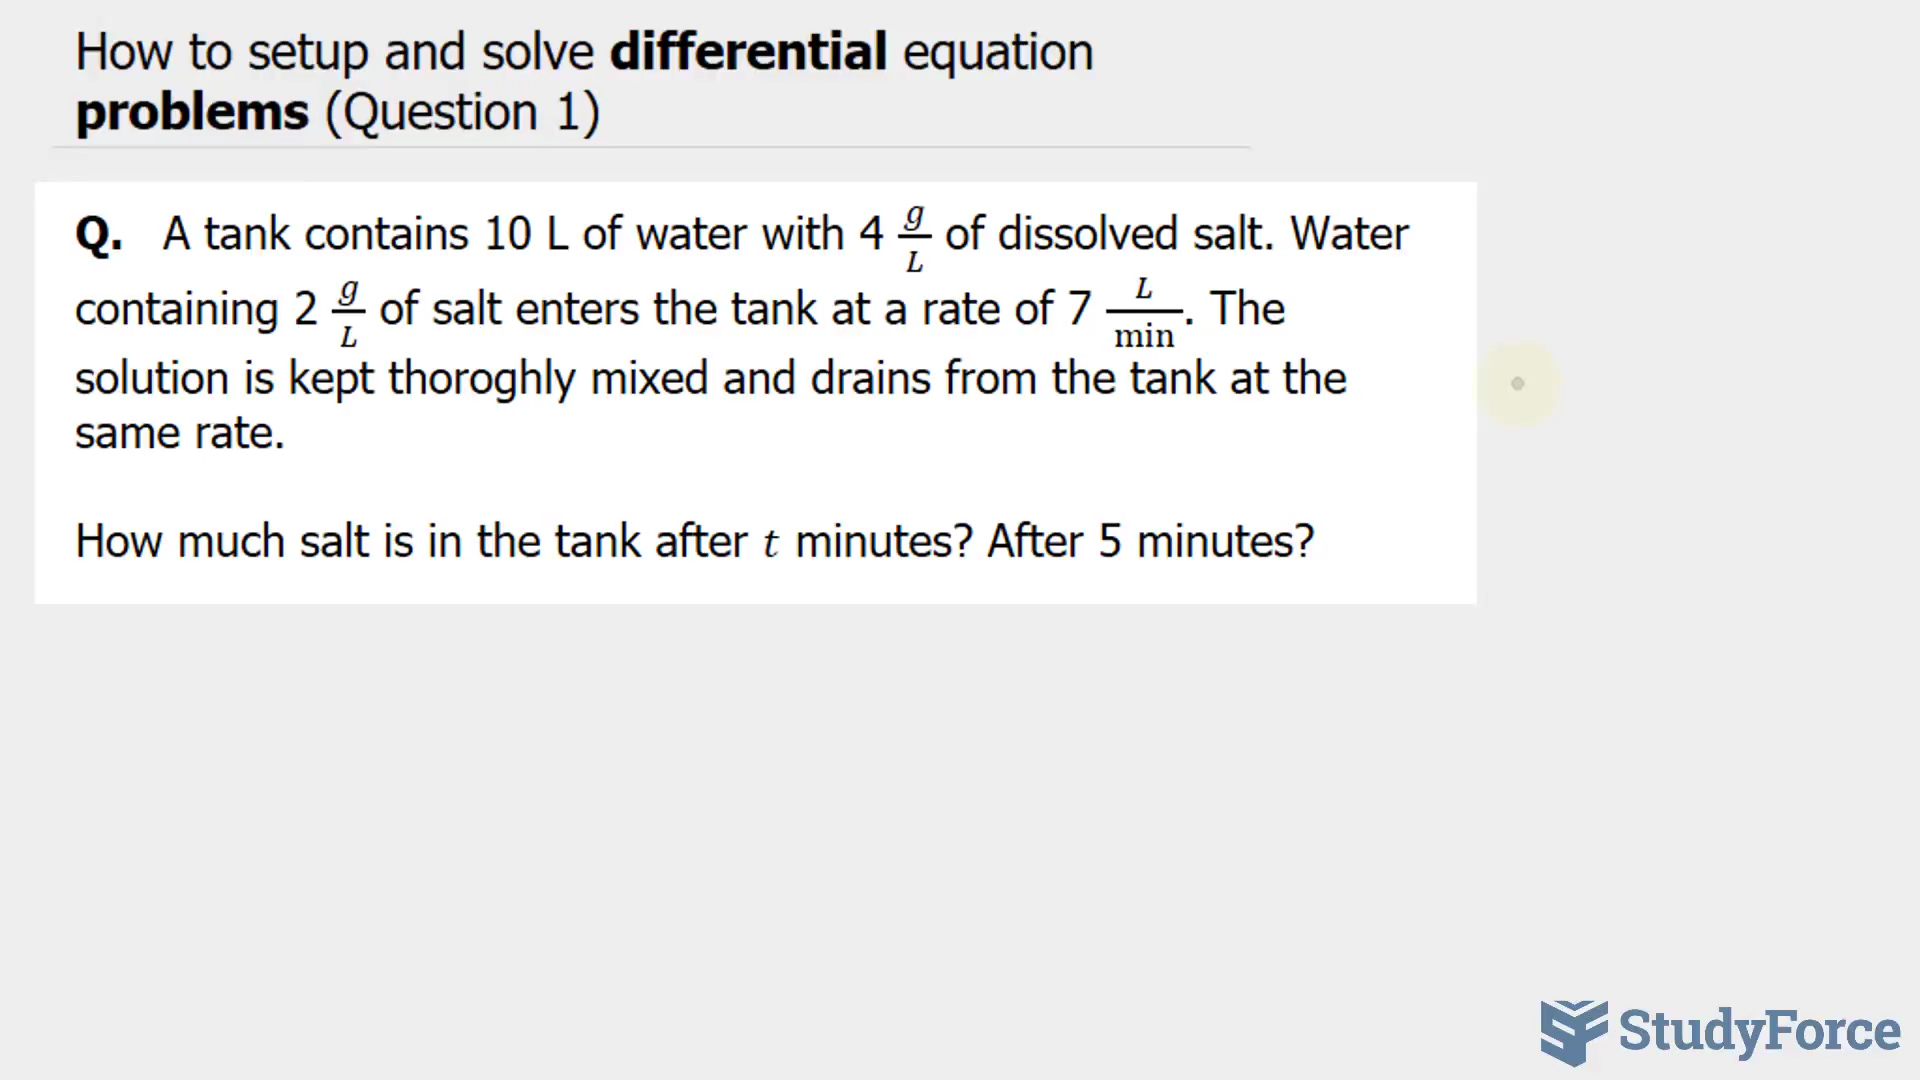 How to setup and solve differential equation
problems (Question 1)
Q. A tank contains 10 L of water with 4 g/L of dissolved salt. Water
containing 2 g/L of salt enters the tank at a rate of 7 L/min. The
solution is kept thoroghly mixed and drains from the tank at the
same rate.
How much salt is in the tank after t minutes? After 5 minutes?
StudyForce